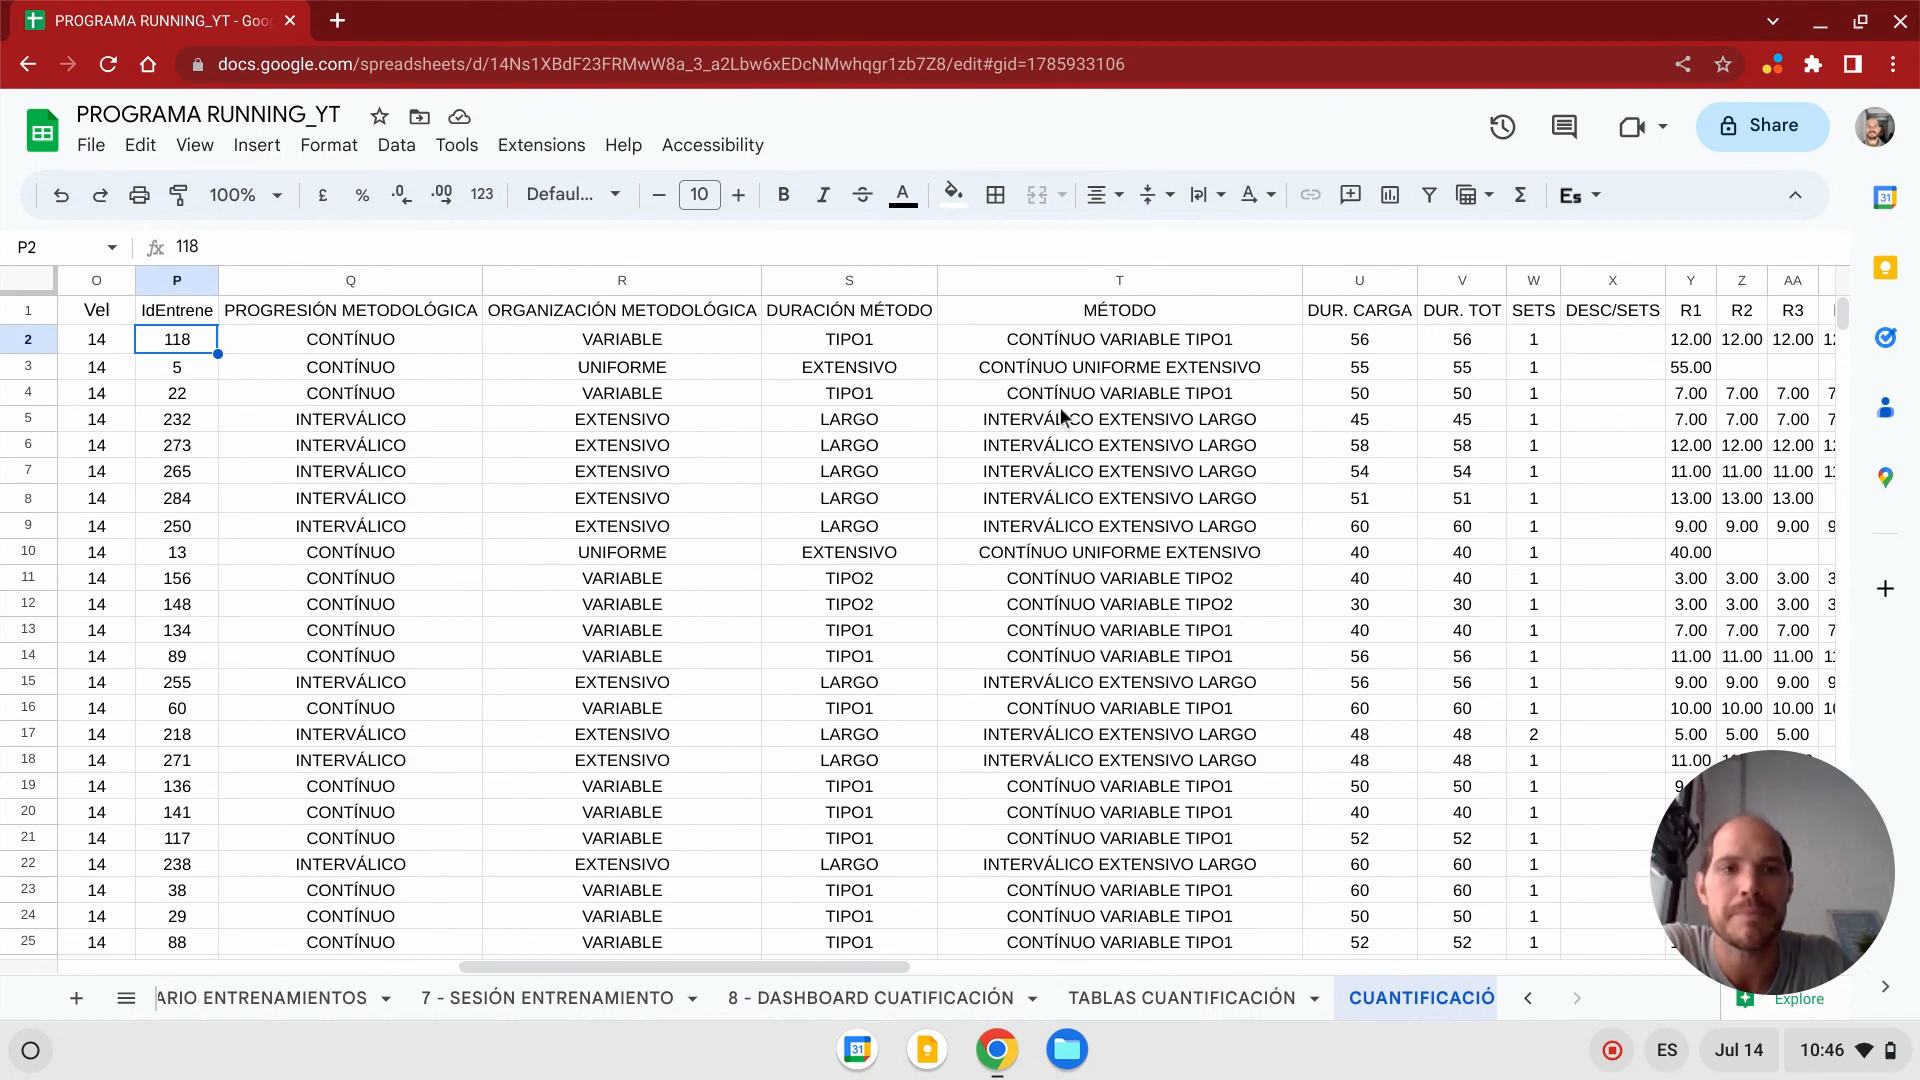 PROGRAMA RUNNING_YT - Goo
docs.google.com/spreadsheets/d/14Ns1XBdF23FRMwW8a_3_a2Lbw6xEDcNMwhqgr1zb7Z8/edit#gid=1785933106
PROGRAMA RUNNING_YT
File Edit View Insert Format Data Tools Extensions Help Accessibility
Share
100% £ % .0 .00 123 Defaul... 10 B I A A Σ Es
31
P2 fx 118
O P Q R S T U V W X Y Z AA
1 Vel IdEntrene PROGRESIÓN METODOLÓGICA ORGANIZACIÓN METODOLÓGICA DURACIÓN MÉTODO MÉTODO DUR. CARGA DUR. TOT SETS DESC/SETS R1 R2 R3
2 14 118 CONTÍNUO VARIABLE TIPO1 CONTÍNUO VARIABLE TIPO1 56 56 1 12.00 12.00 12.00 12
3 14 5 CONTÍNUO UNIFORME EXTENSIVO CONTÍNUO UNIFORME EXTENSIVO 55 55 1 55.00
4 14 22 CONTÍNUO VARIABLE TIPO1 CONTÍNUO VARIABLE TIPO1 50 50 1 7.00 7.00 7.00 7
5 14 232 INTERVÁLICO EXTENSIVO LARGO INTERVÁLICO EXTENSIVO LARGO 45 45 1 7.00 7.00 7.00 7
6 14 273 INTERVÁLICO EXTENSIVO LARGO INTERVÁLICO EXTENSIVO LARGO 58 58 1 12.00 12.00 12.00 12
7 14 265 INTERVÁLICO EXTENSIVO LARGO INTERVÁLICO EXTENSIVO LARGO 54 54 1 11.00 11.00 11.00 11
8 14 284 INTERVÁLICO EXTENSIVO LARGO INTERVÁLICO EXTENSIVO LARGO 51 51 1 13.00 13.00 13.00
9 14 250 INTERVÁLICO EXTENSIVO LARGO INTERVÁLICO EXTENSIVO LARGO 60 60 1 9.00 9.00 9.00 9
10 14 13 CONTÍNUO UNIFORME EXTENSIVO CONTÍNUO UNIFORME EXTENSIVO 40 40 1 40.00
11 14 156 CONTÍNUO VARIABLE TIPO2 CONTÍNUO VARIABLE TIPO2 40 40 1 3.00 3.00 3.00 3
12 14 148 CONTÍNUO VARIABLE TIPO2 CONTÍNUO VARIABLE TIPO2 30 30 1 3.00 3.00 3.00 3
13 14 134 CONTÍNUO VARIABLE TIPO1 CONTÍNUO VARIABLE TIPO1 40 40 1 7.00 7.00 7.00 7
14 14 89 CONTÍNUO VARIABLE TIPO1 CONTÍNUO VARIABLE TIPO1 56 56 1 11.00 11.00 11.00 11
15 14 255 INTERVÁLICO EXTENSIVO LARGO INTERVÁLICO EXTENSIVO LARGO 56 56 1 9.00 9.00 9.00 9
16 14 60 CONTÍNUO VARIABLE TIPO1 CONTÍNUO VARIABLE TIPO1 60 60 1 10.00 10.00 10.00 10
17 14 218 INTERVÁLICO EXTENSIVO LARGO INTERVÁLICO EXTENSIVO LARGO 48 48 2 5.00 5.00 5.00
18 14 271 INTERVÁLICO EXTENSIVO LARGO INTERVÁLICO EXTENSIVO LARGO 48 48 1 11.00
19 14 136 CONTÍNUO VARIABLE TIPO1 CONTÍNUO VARIABLE TIPO1 50 50 1
20 14 141 CONTÍNUO VARIABLE TIPO1 CONTÍNUO VARIABLE TIPO1 40 40 1
21 14 117 CONTÍNUO VARIABLE TIPO1 CONTÍNUO VARIABLE TIPO1 52 52 1
22 14 238 INTERVÁLICO EXTENSIVO LARGO INTERVÁLICO EXTENSIVO LARGO 60 60 1
23 14 38 CONTÍNUO VARIABLE TIPO1 CONTÍNUO VARIABLE TIPO1 60 60 1
24 14 29 CONTÍNUO VARIABLE TIPO1 CONTÍNUO VARIABLE TIPO1 50 50 1
25 14 88 CONTÍNUO VARIABLE TIPO1 CONTÍNUO VARIABLE TIPO1 52 52 1
ARIO ENTRENAMIENTOS 7 - SESIÓN ENTRENAMIENTO 8 - DASHBOARD CUATIFICACIÓN TABLAS CUANTIFICACIÓN CUANTIFICACIÓ Explore
31 ES Jul 14 10:46